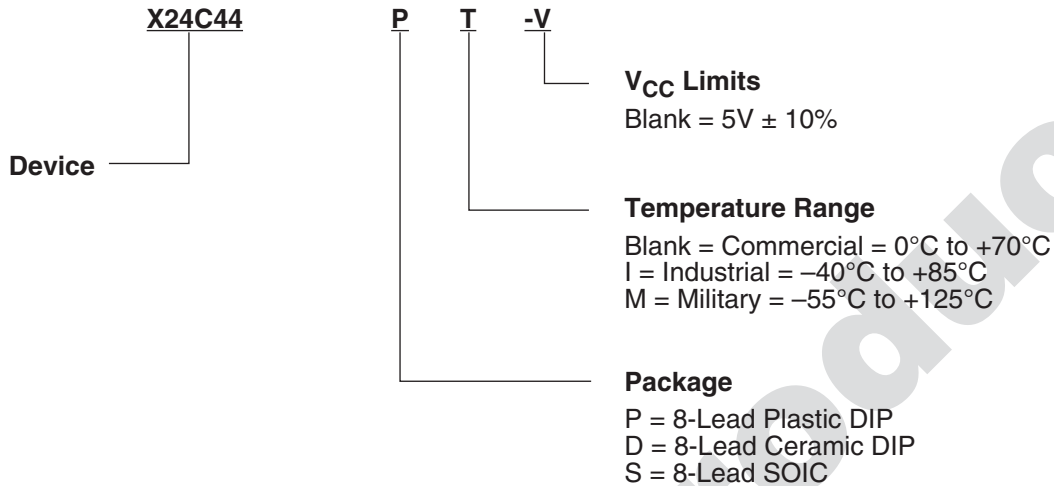 X24C44 P T -V
VCC Limits
Blank = 5V ± 10%
Device
Temperature Range
Blank = Commercial = 0°C to +70°C
I = Industrial = –40°C to +85°C
M = Military = –55°C to +125°C
Package
P = 8-Lead Plastic DIP
D = 8-Lead Ceramic DIP
S = 8-Lead SOIC